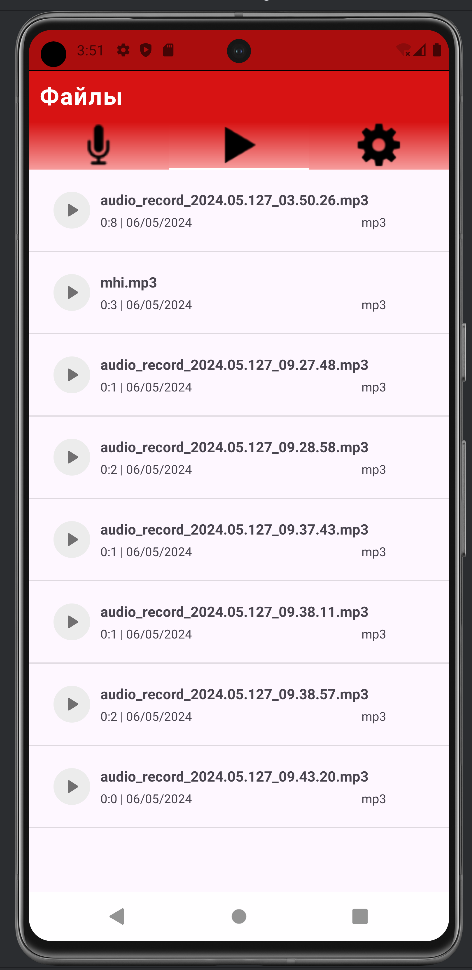 3:51
Файлы
audio_record_2024.05.127_03.50.26.mp3
0:8 | 06/05/2024 mp3
mhi.mp3
0:3 | 06/05/2024 mp3
audio_record_2024.05.127_09.27.48.mp3
0:1 | 06/05/2024 mp3
audio_record_2024.05.127_09.28.58.mp3
0:2 | 06/05/2024 mp3
audio_record_2024.05.127_09.37.43.mp3
0:1 | 06/05/2024 mp3
audio_record_2024.05.127_09.38.11.mp3
0:1 | 06/05/2024 mp3
audio_record_2024.05.127_09.38.57.mp3
0:2 | 06/05/2024 mp3
audio_record_2024.05.127_09.43.20.mp3
0:0 | 06/05/2024 mp3